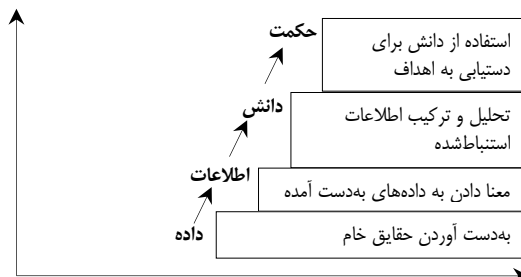 حکمت
استفاده از دانش برای
دستیابی به اهداف
دانش
تحلیل و ترکیب اطلاعات
استنباط‌شده
اطلاعات
معنا دادن به داده‌های به‌دست آمده
داده
به‌دست آوردن حقایق خام